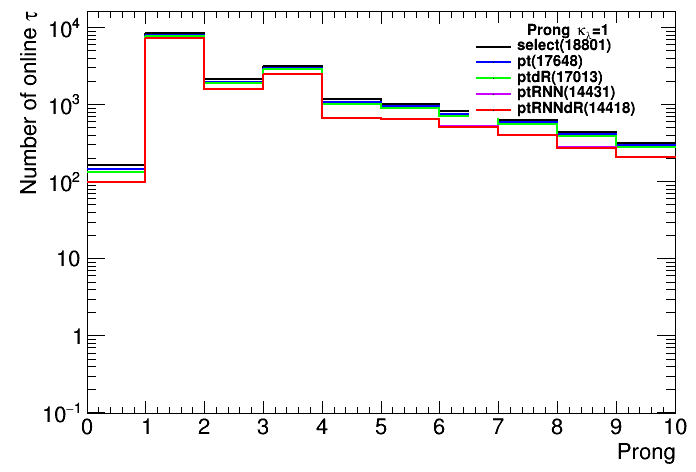 Prong κλ=1
select(18801)
pt(17648)
ptdR(17013)
ptRNN(14431)
ptRNNdR(14418)
Number of online τ
10⁴
10³
10²
10
1
10⁻¹
0 1 2 3 4 5 6 7 8 9 10
Prong